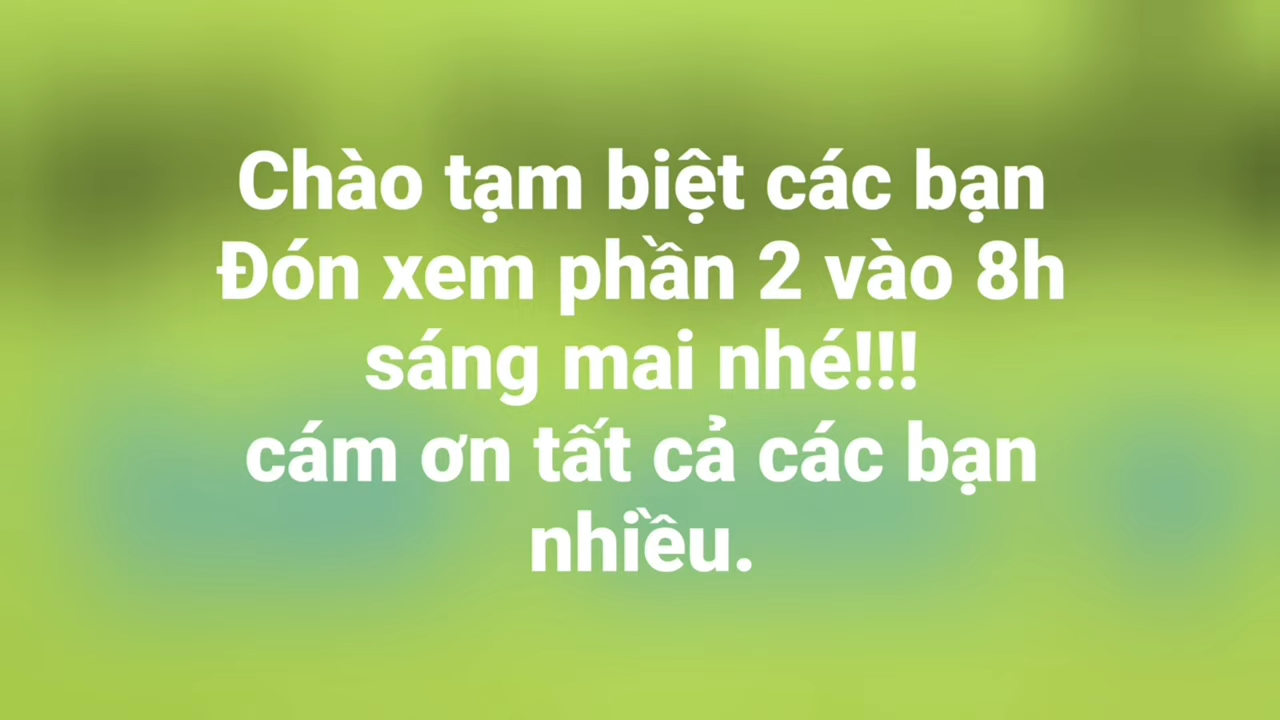 Chào tạm biệt các bạn
Đón xem phần 2 vào 8h
sáng mai nhé!!!
cám ơn tất cả các bạn
nhiều.